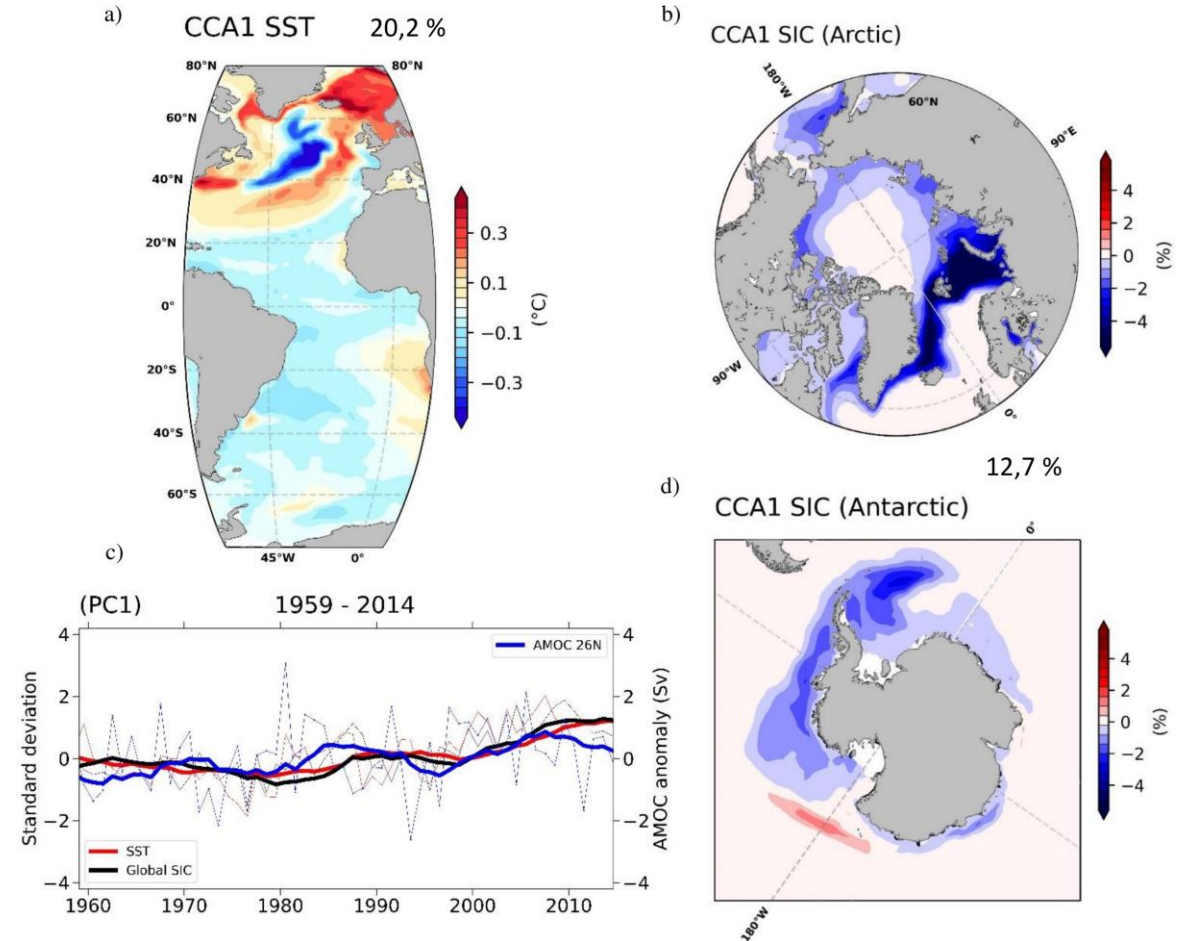 a)
CCA1 SST 20,2 %
80°N 80°N
60°N
40°N
20°N
0°
20°S
40°S
60°S
45°W 0°
0.3
0.1
−0.1
−0.3
(°C)
b)
CCA1 SIC (Arctic)
180°W
60°N
90°E
90°W
0°
4
2
0
−2
−4
(%)
12,7 %
c)
(PC1) 1959 - 2014
Standard deviation
4
2
0
−2
−4
AMOC 26N
SST
Global SIC
4
2
0
−2
−4
AMOC anomaly (Sv)
1960 1970 1980 1990 2000 2010
d)
CCA1 SIC (Antarctic)
0°
180°W
4
2
0
−2
−4
(%)